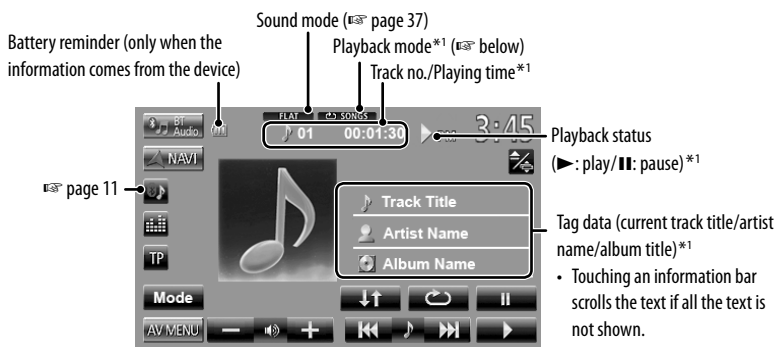 Sound mode (☞ page 37)
Battery reminder (only when the
information comes from the device)
Playback mode*1 (☞ below)
Track no./Playing time*1
BT
Audio
FLAT
SONGS
01 00:01:30
3:45
NAVI
Playback status
(►: play/II: pause)*1
☞ page 11
Track Title
Artist Name
Album Name
Tag data (current track title/artist
name/album title)*1
• Touching an information bar
scrolls the text if all the text is
not shown.
TP
Mode
AV MENU